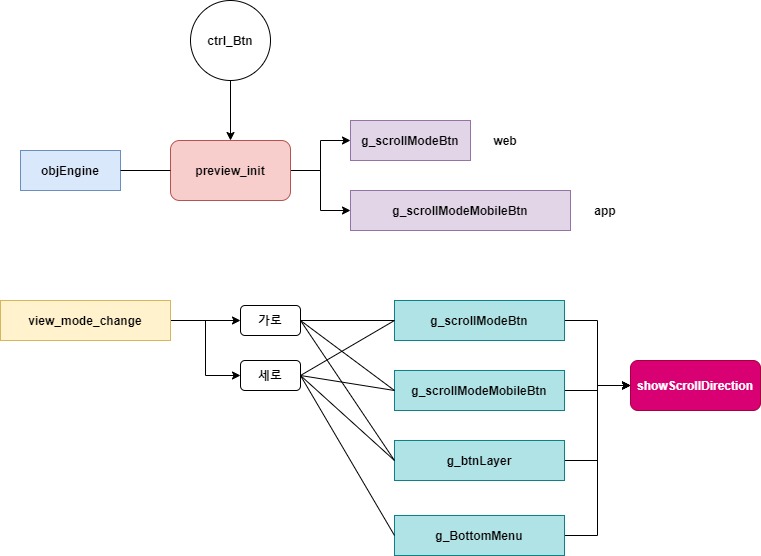 ctrl_Btn
objEngine
preview_init
g_scrollModeBtn
web
g_scrollModeMobileBtn
app
view_mode_change
가로
세로
g_scrollModeBtn
g_scrollModeMobileBtn
g_btnLayer
g_BottomMenu
showScrollDirection